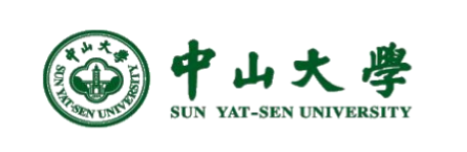 中山大學
SUN YAT-SEN UNIVERSITY
中山大學
SUN YAT-SEN UNIVERSITY